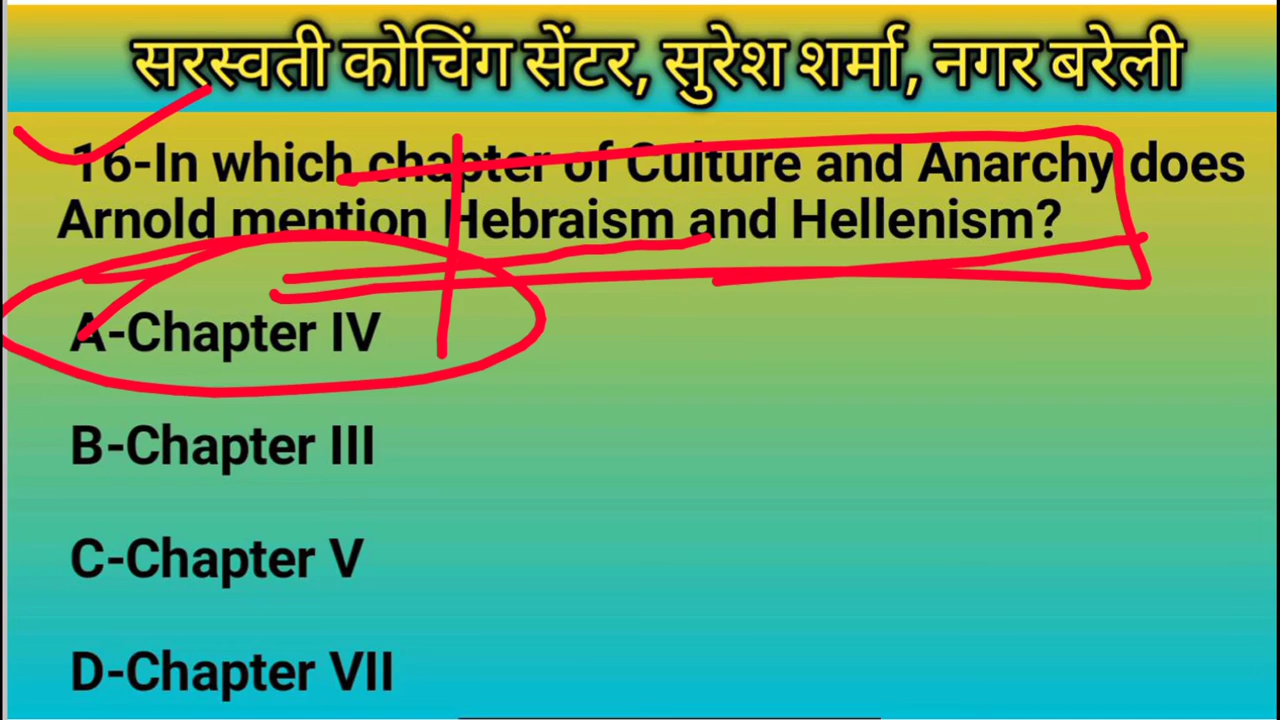 सरस्वती कोचिंग सेंटर, सुरेश शर्मा, नगर बरेली
16-In which chapter of Culture and Anarchy does
Arnold mention Hebraism and Hellenism?
A-Chapter IV
B-Chapter III
C-Chapter V
D-Chapter VII